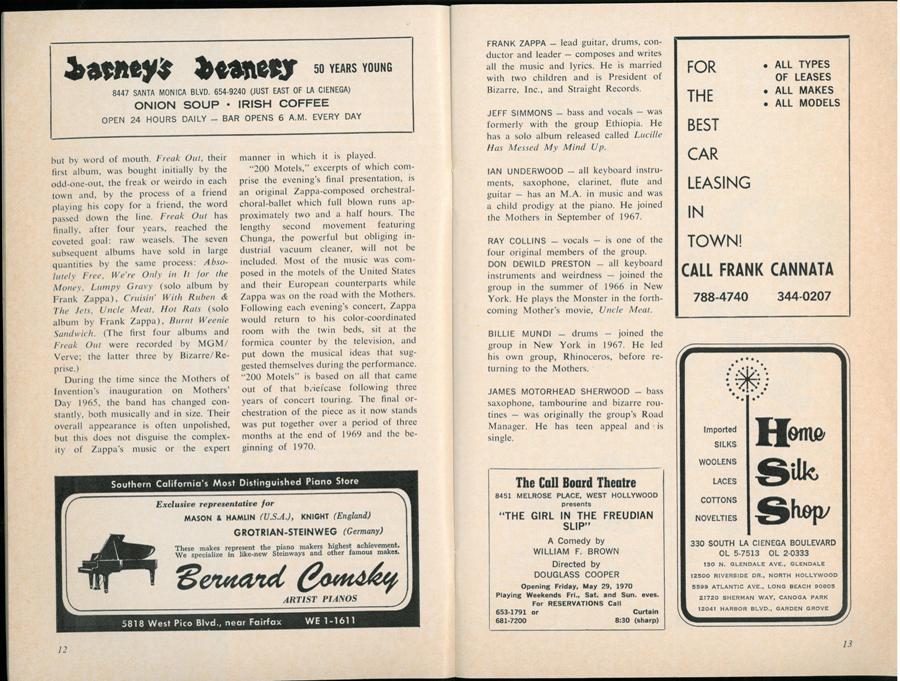 barney's beanery 50 YEARS YOUNG
8447 SANTA MONICA BLVD. 654-9240 (JUST EAST OF LA CIENEGA)
ONION SOUP • IRISH COFFEE
OPEN 24 HOURS DAILY — BAR OPENS 6 A.M. EVERY DAY
but by word of mouth. Freak Out, their
first album, was bought initially by the
odd-one-out, the freak or weirdo in each
town and, by the process of a friend
playing his copy for a friend, the word
passed down the line. Freak Out has
finally, after four years, reached the
coveted goal: raw weasels. The seven
subsequent albums have sold in large
quantities by the same process: Abso-
lutely Free, We're Only in It for the
Money, Lumpy Gravy (solo album by
Frank Zappa), Cruisin' With Ruben &
The Jets, Uncle Meat, Hot Rats (solo
album by Frank Zappa), Burnt Weenie
Sandwich. (The first four albums and
Freak Out were recorded by MGM/
Verve; the latter three by Bizarre/Re-
prise.)
During the time since the Mothers of
Invention's inauguration on Mothers'
Day 1965, the band has changed con-
stantly, both musically and in size. Their
overall appearance is often unpolished,
but this does not disguise the complex-
ity of Zappa's music or the expert
manner in which it is played.
"200 Motels," excerpts of which com-
prise the evening's final presentation, is
an original Zappa-composed orchestral-
choral-ballet which full blown runs ap-
proximately two and a half hours. The
lengthy second movement featuring
Chunga, the powerful but obliging in-
dustrial vacuum cleaner, will not be
included. Most of the music was com-
posed in the motels of the United States
and their European counterparts while
Zappa was on the road with the Mothers.
Following each evening's concert, Zappa
would return to his color-coordinated
room with the twin beds, sit at the
formica counter by the television, and
put down the musical ideas that sug-
gested themselves during the performance.
"200 Motels" is based on all that came
out of that briefcase following three
years of concert touring. The final or-
chestration of the piece as it now stands
was put together over a period of three
months at the end of 1969 and the be-
ginning of 1970.
Southern California's Most Distinguished Piano Store
Exclusive representative for
MASON & HAMLIN (U.S.A.), KNIGHT (England)
GROTRIAN-STEINWEG (Germany)
These makes represent the piano makers highest achievement.
We specialize in like-new Steinways and other famous makes.
Bernard Comsky
ARTIST PIANOS
5818 West Pico Blvd., near Fairfax WE 1-1611
12
FRANK ZAPPA — lead guitar, drums, con-
ductor and leader — composes and writes
all the music and lyrics. He is married
with two children and is President of
Bizarre, Inc., and Straight Records.
JEFF SIMMONS — bass and vocals — was
formerly with the group Ethiopia. He
has a solo album released called Lucille
Has Messed My Mind Up.
IAN UNDERWOOD — all keyboard instru-
ments, saxophone, clarinet, flute and
guitar — has an M.A. in music and was
a child prodigy at the piano. He joined
the Mothers in September of 1967.
RAY COLLINS — vocals — is one of the
four original members of the group.
DON DEWILD PRESTON — all keyboard
instruments and weirdness — joined the
group in the summer of 1966 in New
York. He plays the Monster in the forth-
coming Mother's movie, Uncle Meat.
BILLIE MUNDI — drums — joined the
group in New York in 1967. He led
his own group, Rhinoceros, before re-
turning to the Mothers.
JAMES MOTORHEAD SHERWOOD — bass
saxophone, tambourine and bizarre rou-
tines — was originally the group's Road
Manager. He has teen appeal and is
single.
The Call Board Theatre
8451 MELROSE PLACE, WEST HOLLYWOOD
presents
"THE GIRL IN THE FREUDIAN
SLIP"
A Comedy by
WILLIAM F. BROWN
Directed by
DOUGLASS COOPER
Opening Friday, May 29, 1970
Playing Weekends Fri., Sat. and Sun. eves.
For RESERVATIONS Call
653-1791 or Curtain
681-7200 8:30 (sharp)
FOR
THE
BEST
CAR
LEASING
IN
TOWN!
• ALL TYPES
OF LEASES
• ALL MAKES
• ALL MODELS
CALL FRANK CANNATA
788-4740 344-0207
Imported
SILKS
WOOLENS
LACES
COTTONS
NOVELTIES
Home
Silk
Shop
330 SOUTH LA CIENEGA BOULEVARD
OL 5-7513 OL 2-0333
130 N. GLENDALE AVE., GLENDALE
12500 RIVERSIDE DR., NORTH HOLLYWOOD
5599 ATLANTIC AVE., LONG BEACH 90805
21720 SHERMAN WAY, CANOGA PARK
12041 HARBOR BLVD., GARDEN GROVE
13